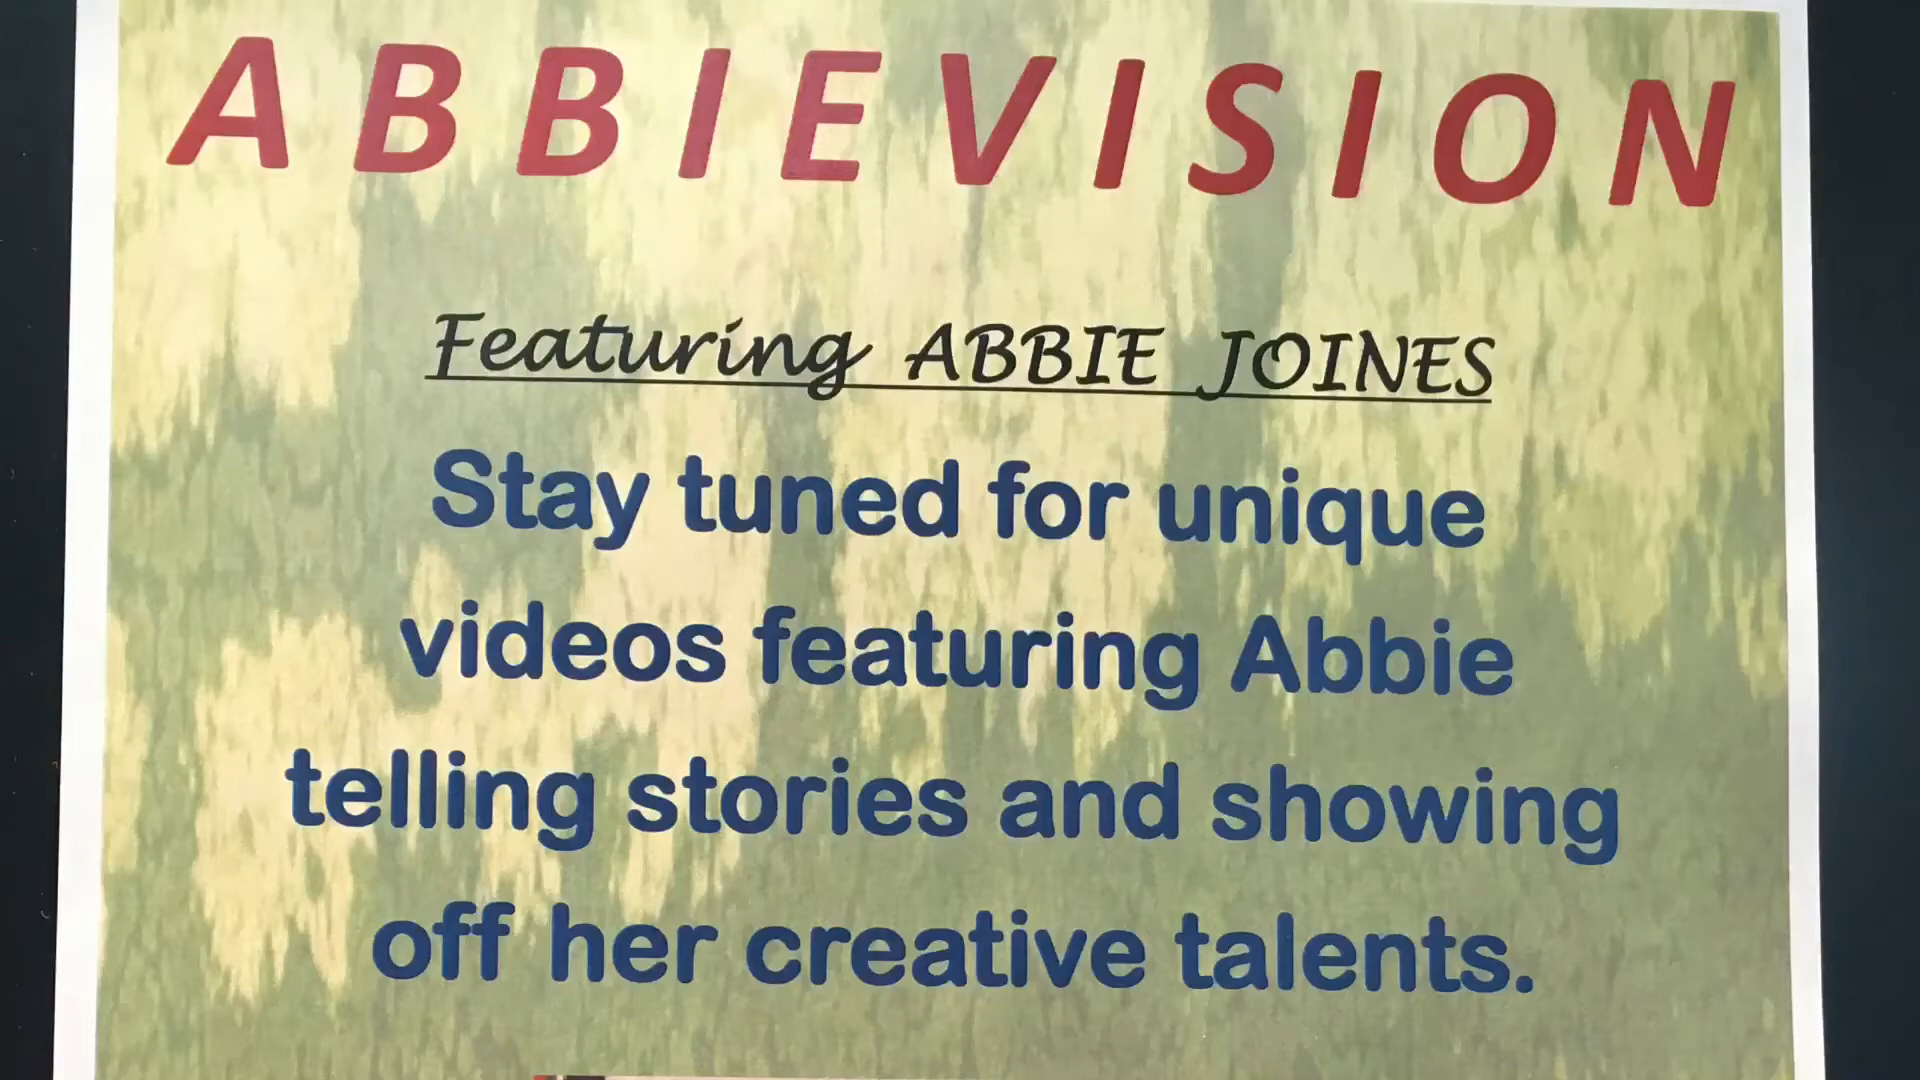 ABBIEVISION
Featuring ABBIE JOINES
Stay tuned for unique
videos featuring Abbie
telling stories and showing
off her creative talents.